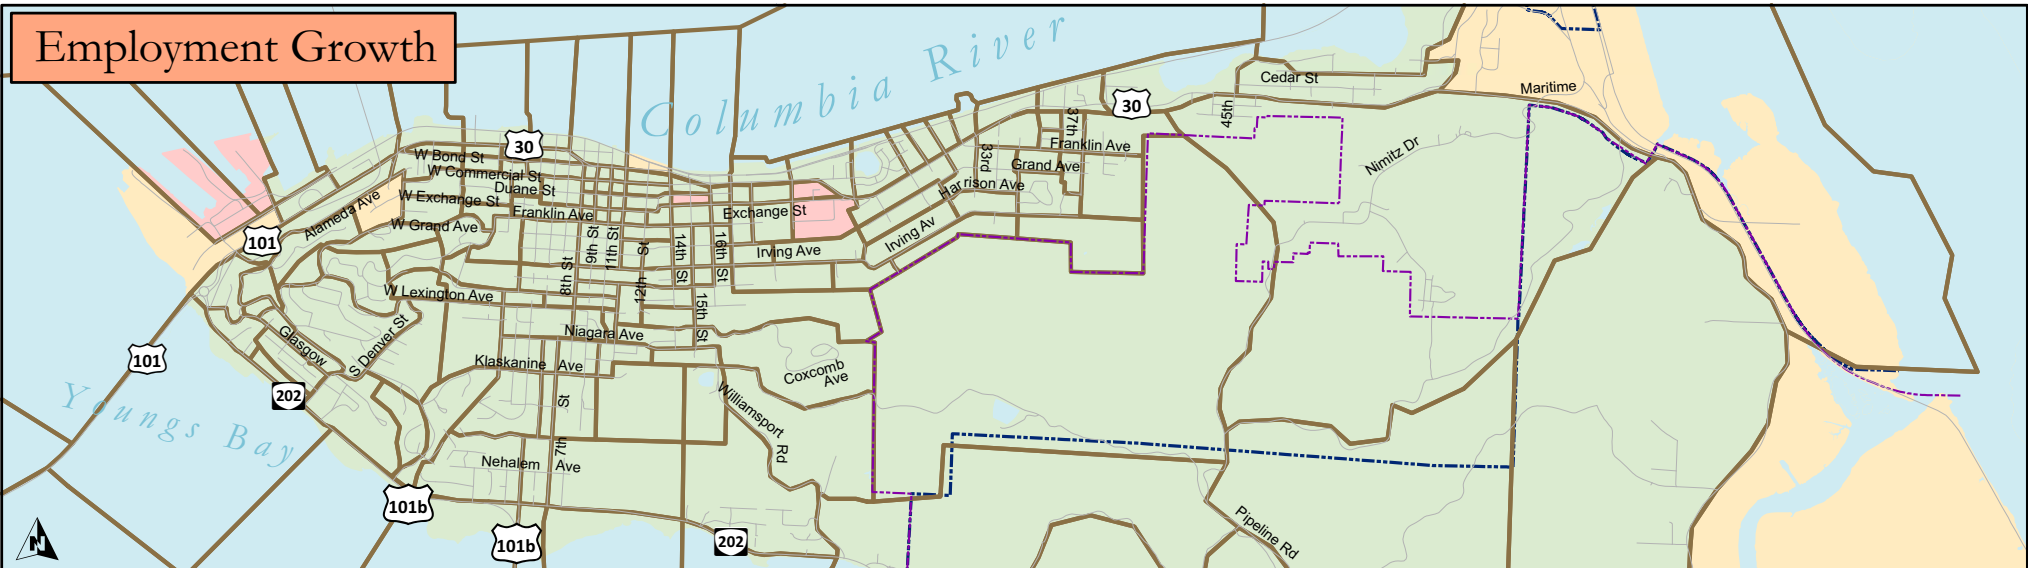 Employment Growth
Columbia River
Cedar St
Maritime
30
45th
37th
Franklin Ave
Nimitz Dr
30
W Bond St
33rd
Grand Ave
W Commercial St
Duane St
Harrison Ave
Alameda Ave
W Exchange St
Franklin Ave
Exchange St
W Grand Ave
101
9th St
11th St
St
12th
14th St
16th St
Irving Ave
Irving Av
8th St
W Lexington Ave
15th St
Glasgow
S Denver St
Niagara Ave
101
Klaskanine Ave
Coxcomb
Ave
202
Youngs Bay
St
7th
Williamsport
Rd
Nehalem Ave
101b
101b
202
Pipeline Rd
N